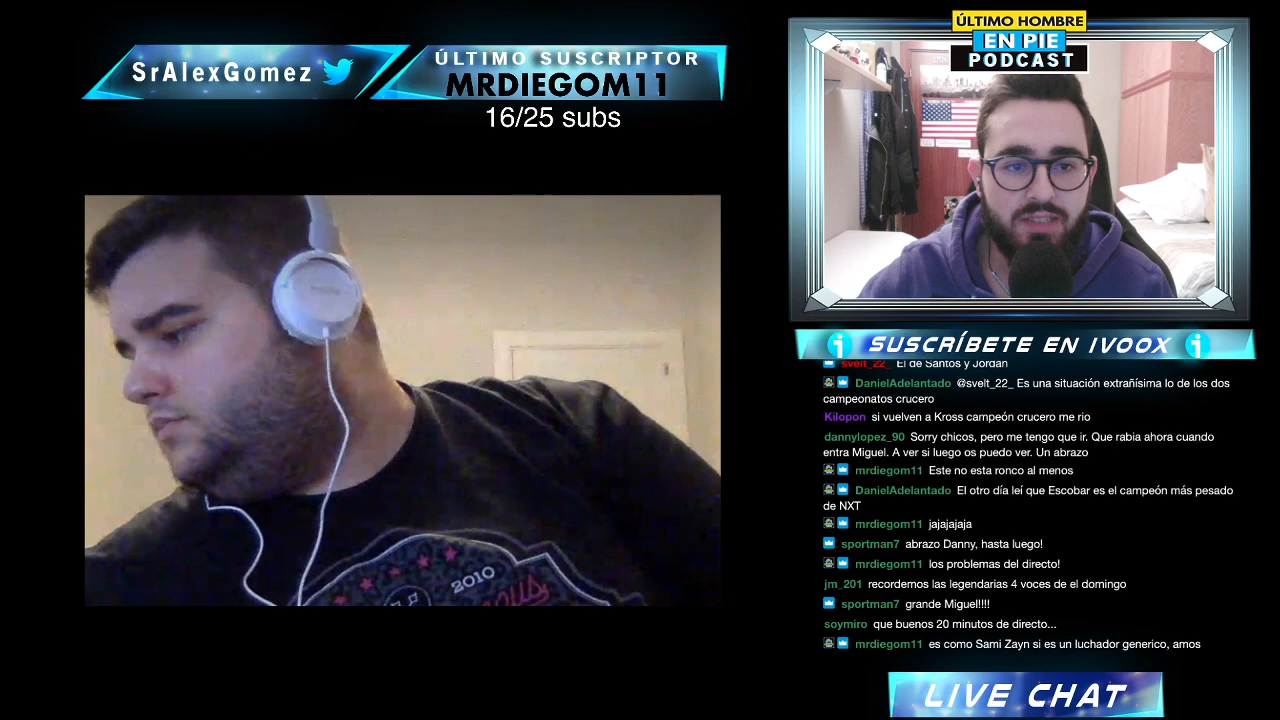 SrAlexGomez
ÚLTIMO SUSCRIPTOR
MRDIEGOM11
16/25 subs
ÚLTIMO HOMBRE
EN PIE
PODCAST
2010
SUSCRÍBETE EN IVOOX
svelt_22_ El de Santos y Jordan
DanielAdelantado @svelt_22_ Es una situación extrañísima lo de los dos
campeonatos crucero
Kilopon si vuelven a Kross campeón crucero me rio
dannylopez_90 Sorry chicos, pero me tengo que ir. Que rabia ahora cuando
entra Miguel. A ver si luego os puedo ver. Un abrazo
mrdiegom11 Este no esta ronco al menos
DanielAdelantado El otro día leí que Escobar es el campeón más pesado
de NXT
mrdiegom11 jajajajaja
sportman7 abrazo Danny, hasta luego!
mrdiegom11 los problemas del directo!
jm_201 recordemos las legendarias 4 voces de el domingo
sportman7 grande Miguel!!!!
soymiro que buenos 20 minutos de directo...
mrdiegom11 es como Sami Zayn si es un luchador generico, amos
LIVE CHAT